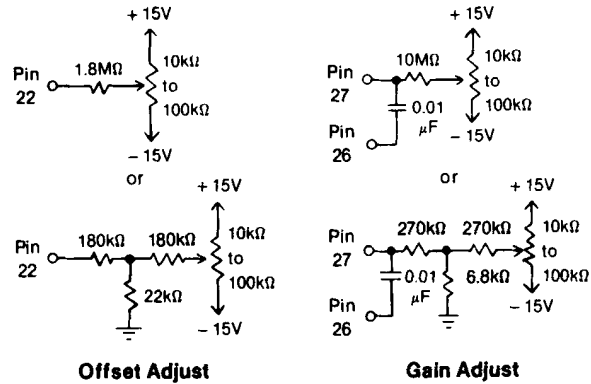 + 15V
1.8MΩ
10kΩ
Pin
22
to
100kΩ
− 15V
or
+ 15V
180kΩ
180kΩ
10kΩ
Pin
22
to
100kΩ
22kΩ
− 15V
Offset Adjust
+ 15V
10MΩ
10kΩ
Pin
27
to
100kΩ
0.01
µF
− 15V
Pin
26
or
+ 15V
270kΩ
270kΩ
10kΩ
Pin
27
to
100kΩ
0.01
µF
6.8kΩ
Pin
26
− 15V
Gain Adjust